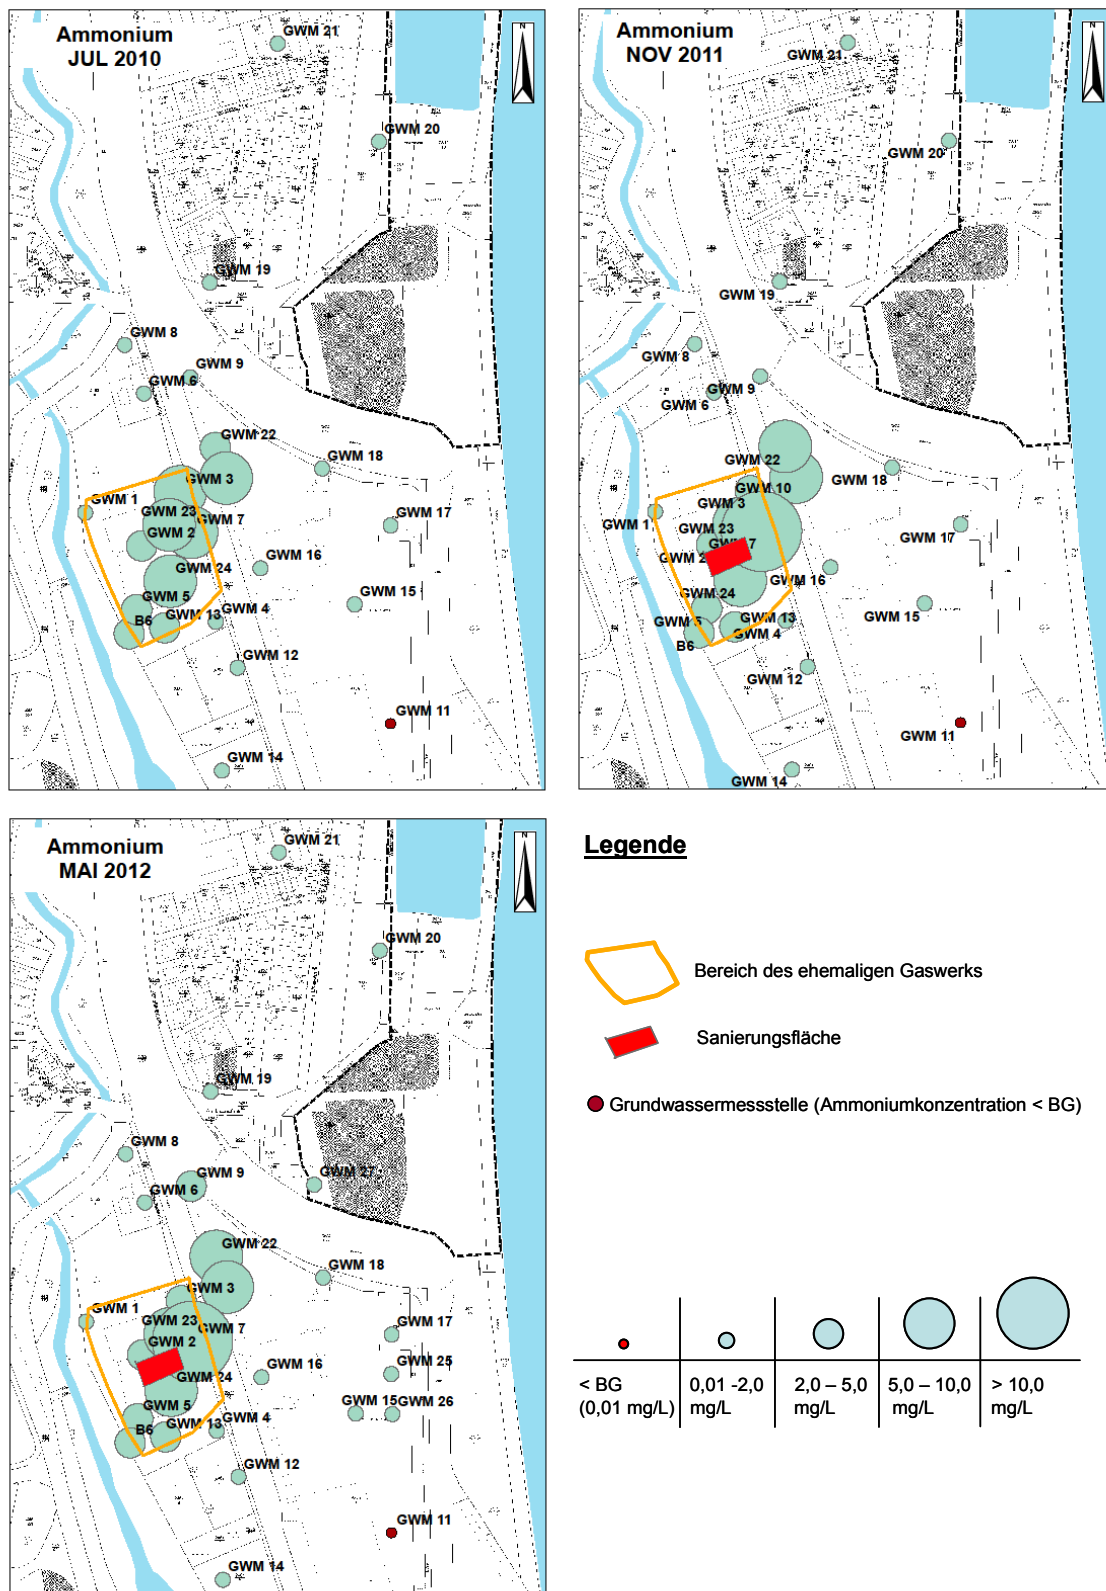 Ammonium
JUL 2010
N
GWM 21
GWM 20
GWM 19
GWM 8
GWM 9
GWM 6
GWM 22
GWM 18
GWM 3
GWM 1
GWM 23
GWM 7
GWM 17
GWM 2
GWM 16
GWM 24
GWM 5
GWM 15
GWM 4
B6
GWM 13
GWM 12
GWM 11
GWM 14
Ammonium
NOV 2011
N
GWM 21
GWM 20
GWM 19
GWM 8
GWM 9
GWM 6
GWM 22
GWM 18
GWM 10
GWM 3
GWM 1
GWM 23
GWM 17
GWM 7
GWM 2
GWM 16
GWM 24
GWM 15
GWM 5
GWM 13
GWM 4
B6
GWM 12
GWM 11
GWM 14
Ammonium
MAI 2012
N
GWM 21
GWM 20
GWM 19
GWM 8
GWM 9
GWM 27
GWM 6
GWM 22
GWM 18
GWM 3
GWM 1
GWM 23
GWM 7
GWM 17
GWM 2
GWM 16
GWM 25
GWM 24
GWM 5
GWM 15
GWM 26
GWM 4
B6
GWM 13
GWM 12
GWM 11
GWM 14
Legende
Bereich des ehemaligen Gaswerks
Sanierungsfläche
Grundwassermessstelle (Ammoniumkonzentration < BG)
< BG
(0,01 mg/L)
0,01 -2,0
mg/L
2,0 – 5,0
mg/L
5,0 – 10,0
mg/L
> 10,0
mg/L